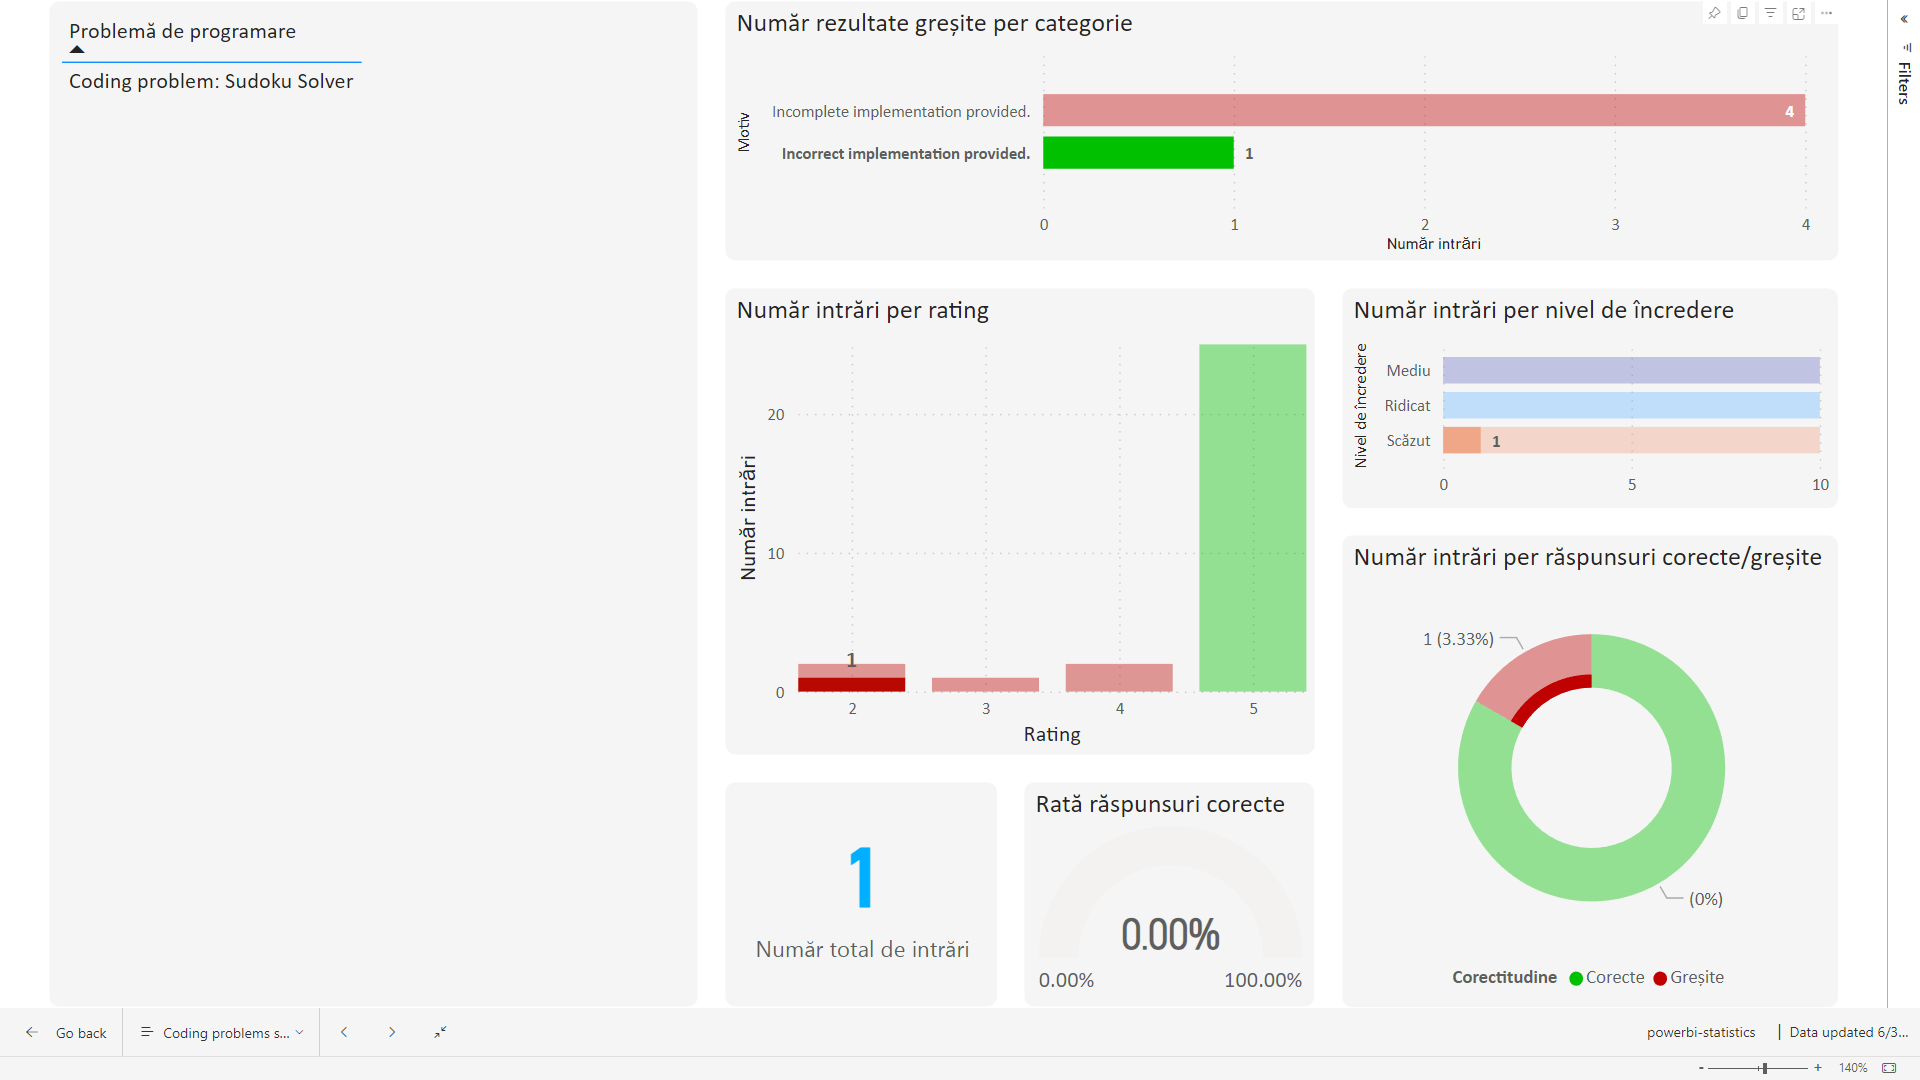 Problemă de programare
Coding problem: Sudoku Solver
Număr rezultate greșite per categorie
Motiv
Incomplete implementation provided.
4
Incorrect implementation provided.
1
0 1 2 3 4
Număr intrări
Număr intrări per rating
Număr intrări
20
10
0
1
2 3 4 5
Rating
Număr intrări per nivel de încredere
Nivel de încredere
Mediu
Ridicat
Scăzut
1
0 5 10
Număr intrări per răspunsuri corecte/greșite
1 (3.33%)
(0%)
Corectitudine Corecte Greșite
1
Număr total de intrări
Rată răspunsuri corecte
0.00%
0.00% 100.00%
Filters
Go back
Coding problems s...
powerbi-statistics | Data updated 6/3...
- + 140%